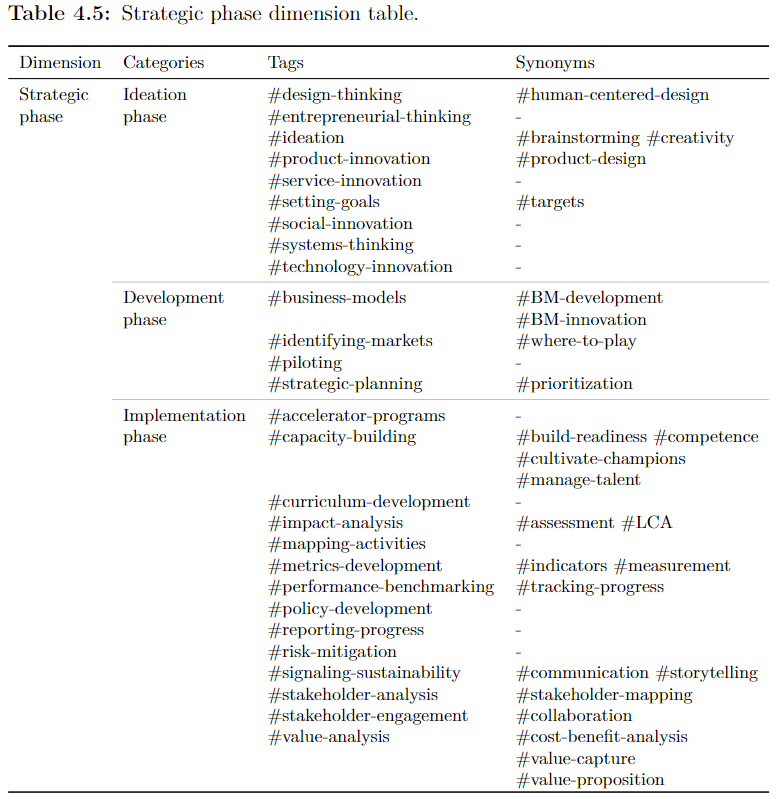 Table 4.5: Strategic phase dimension table.
Dimension Categories Tags Synonyms
Strategic Ideation #design-thinking #human-centered-design
phase phase #entrepreneurial-thinking -
#ideation #brainstorming #creativity
#product-innovation #product-design
#service-innovation -
#setting-goals #targets
#social-innovation -
#systems-thinking -
#technology-innovation -
Development #business-models #BM-development
phase #BM-innovation
#identifying-markets #where-to-play
#piloting -
#strategic-planning #prioritization
Implementation #accelerator-programs -
phase #capacity-building #build-readiness #competence
#cultivate-champions
#manage-talent
#curriculum-development -
#impact-analysis #assessment #LCA
#mapping-activities -
#metrics-development #indicators #measurement
#performance-benchmarking #tracking-progress
#policy-development -
#reporting-progress -
#risk-mitigation -
#signaling-sustainability #communication #storytelling
#stakeholder-analysis #stakeholder-mapping
#stakeholder-engagement #collaboration
#value-analysis #cost-benefit-analysis
#value-capture
#value-proposition